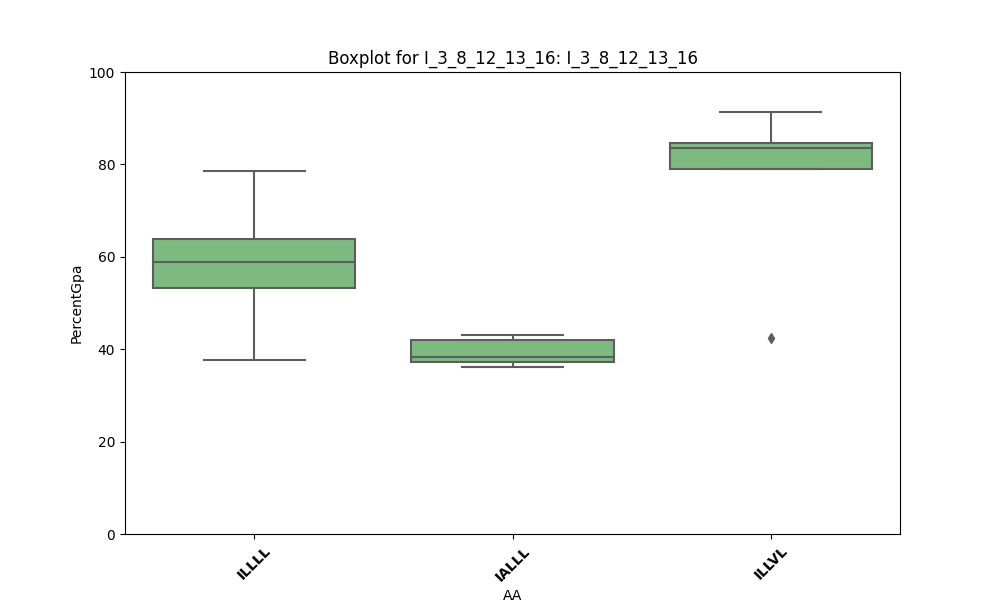 Boxplot for I_3_8_12_13_16: I_3_8_12_13_16
100
80
60
40
20
0
PercentGpa
ILLLL
IALLL
ILLVL
AA